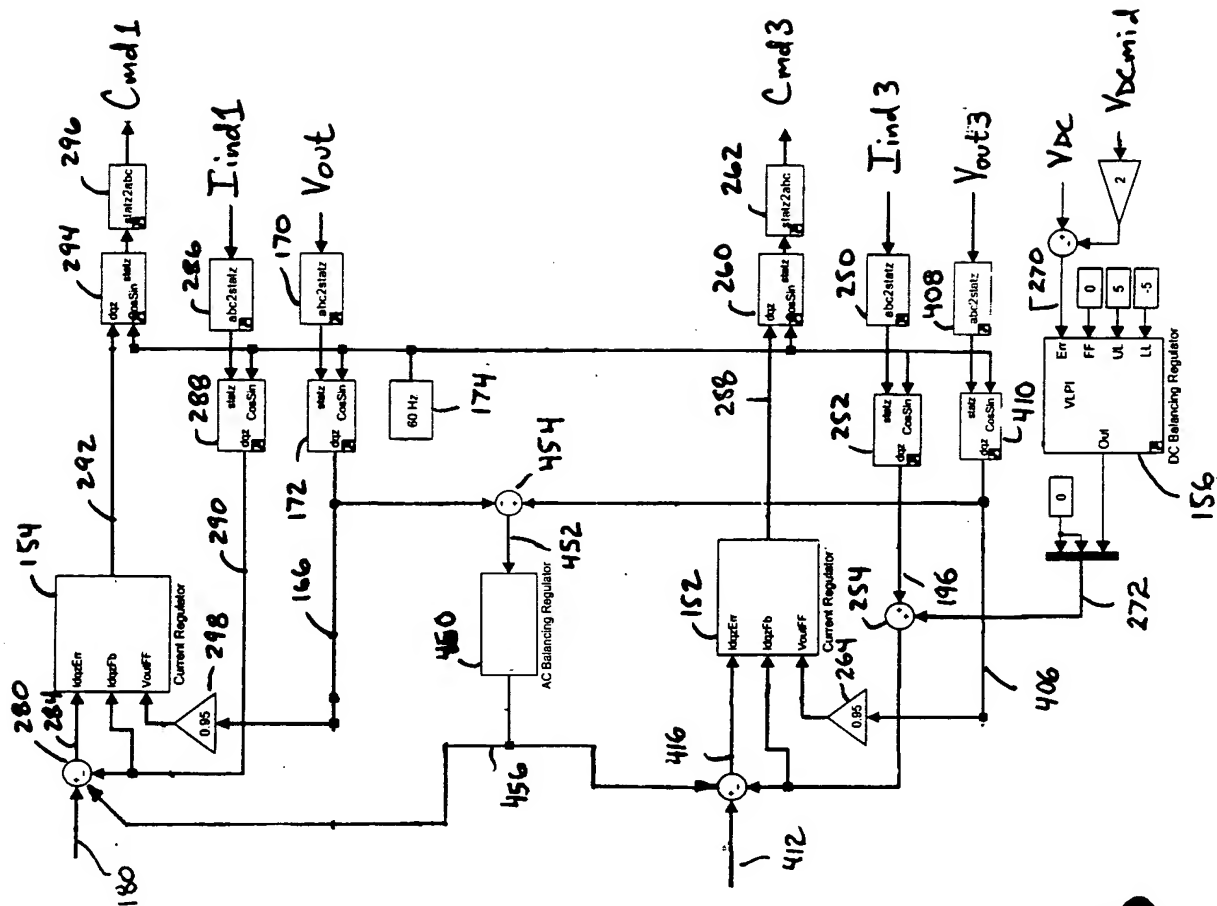 154
292
294
296
Cmd1
dqz
statz
CosSin
statz2abc
280
284
IdqzErr
IdqzFb
VoutFF
Current Regulator
298
0.95
180
290
288
statz
CosSin
dqz
286
abc2statz
Iind1
166
172
statz
CosSin
dqz
170
abc2statz
Vout
60 Hz
174
454
452
450
AC Balancing Regulator
456
152
288
260
262
Cmd3
dqz
statz
CosSin
statz2abc
416
IdqzErr
IdqzFb
VoutFF
Current Regulator
264
0.95
412
254
196
252
statz
CosSin
dqz
250
abc2statz
Iind3
406
410
statz
CosSin
dqz
408
abc2statz
Vout3
272
0
156
Out
VLPI
Err
FF
UL
LL
DC Balancing Regulator
270
0
5
-5
VDC
2
VDCmid